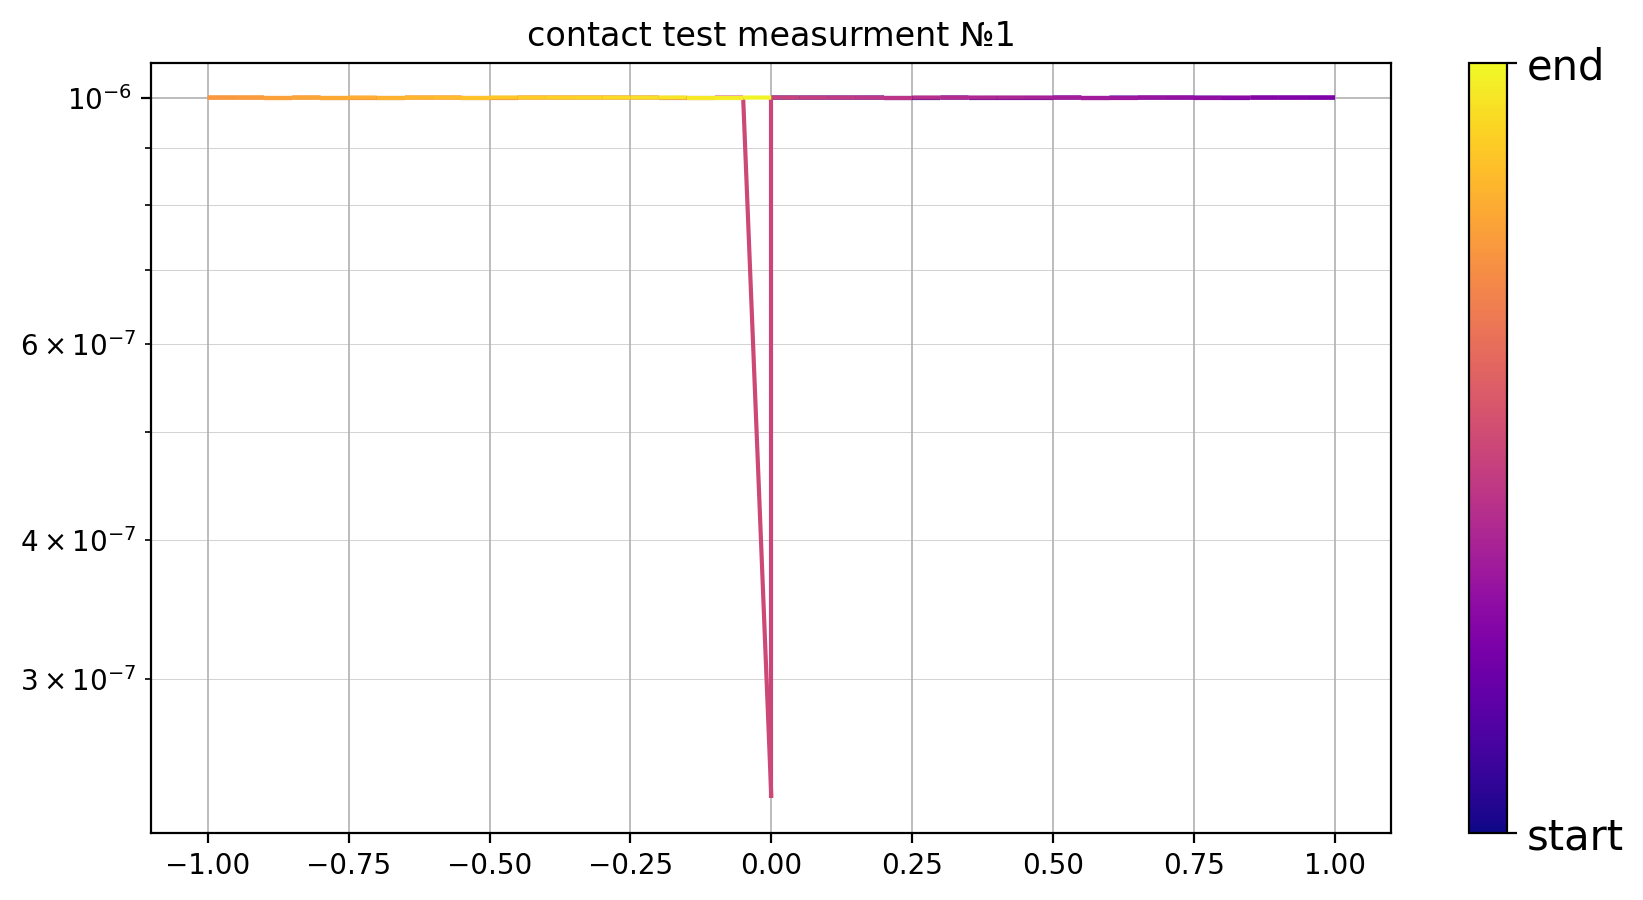 contact test measurment №1
10⁻⁶
6 × 10⁻⁷
4 × 10⁻⁷
3 × 10⁻⁷
−1.00 −0.75 −0.50 −0.25 0.00 0.25 0.50 0.75 1.00
end
start